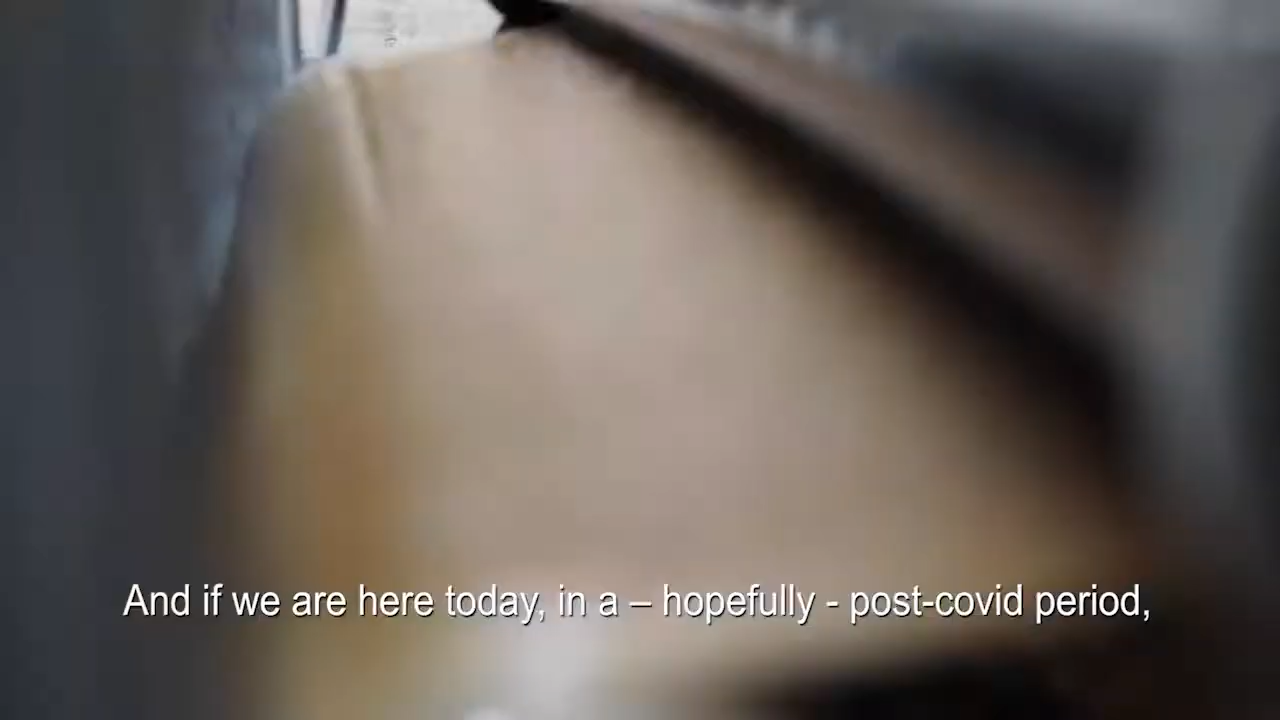 And if we are here today, in a – hopefully - post-covid period,